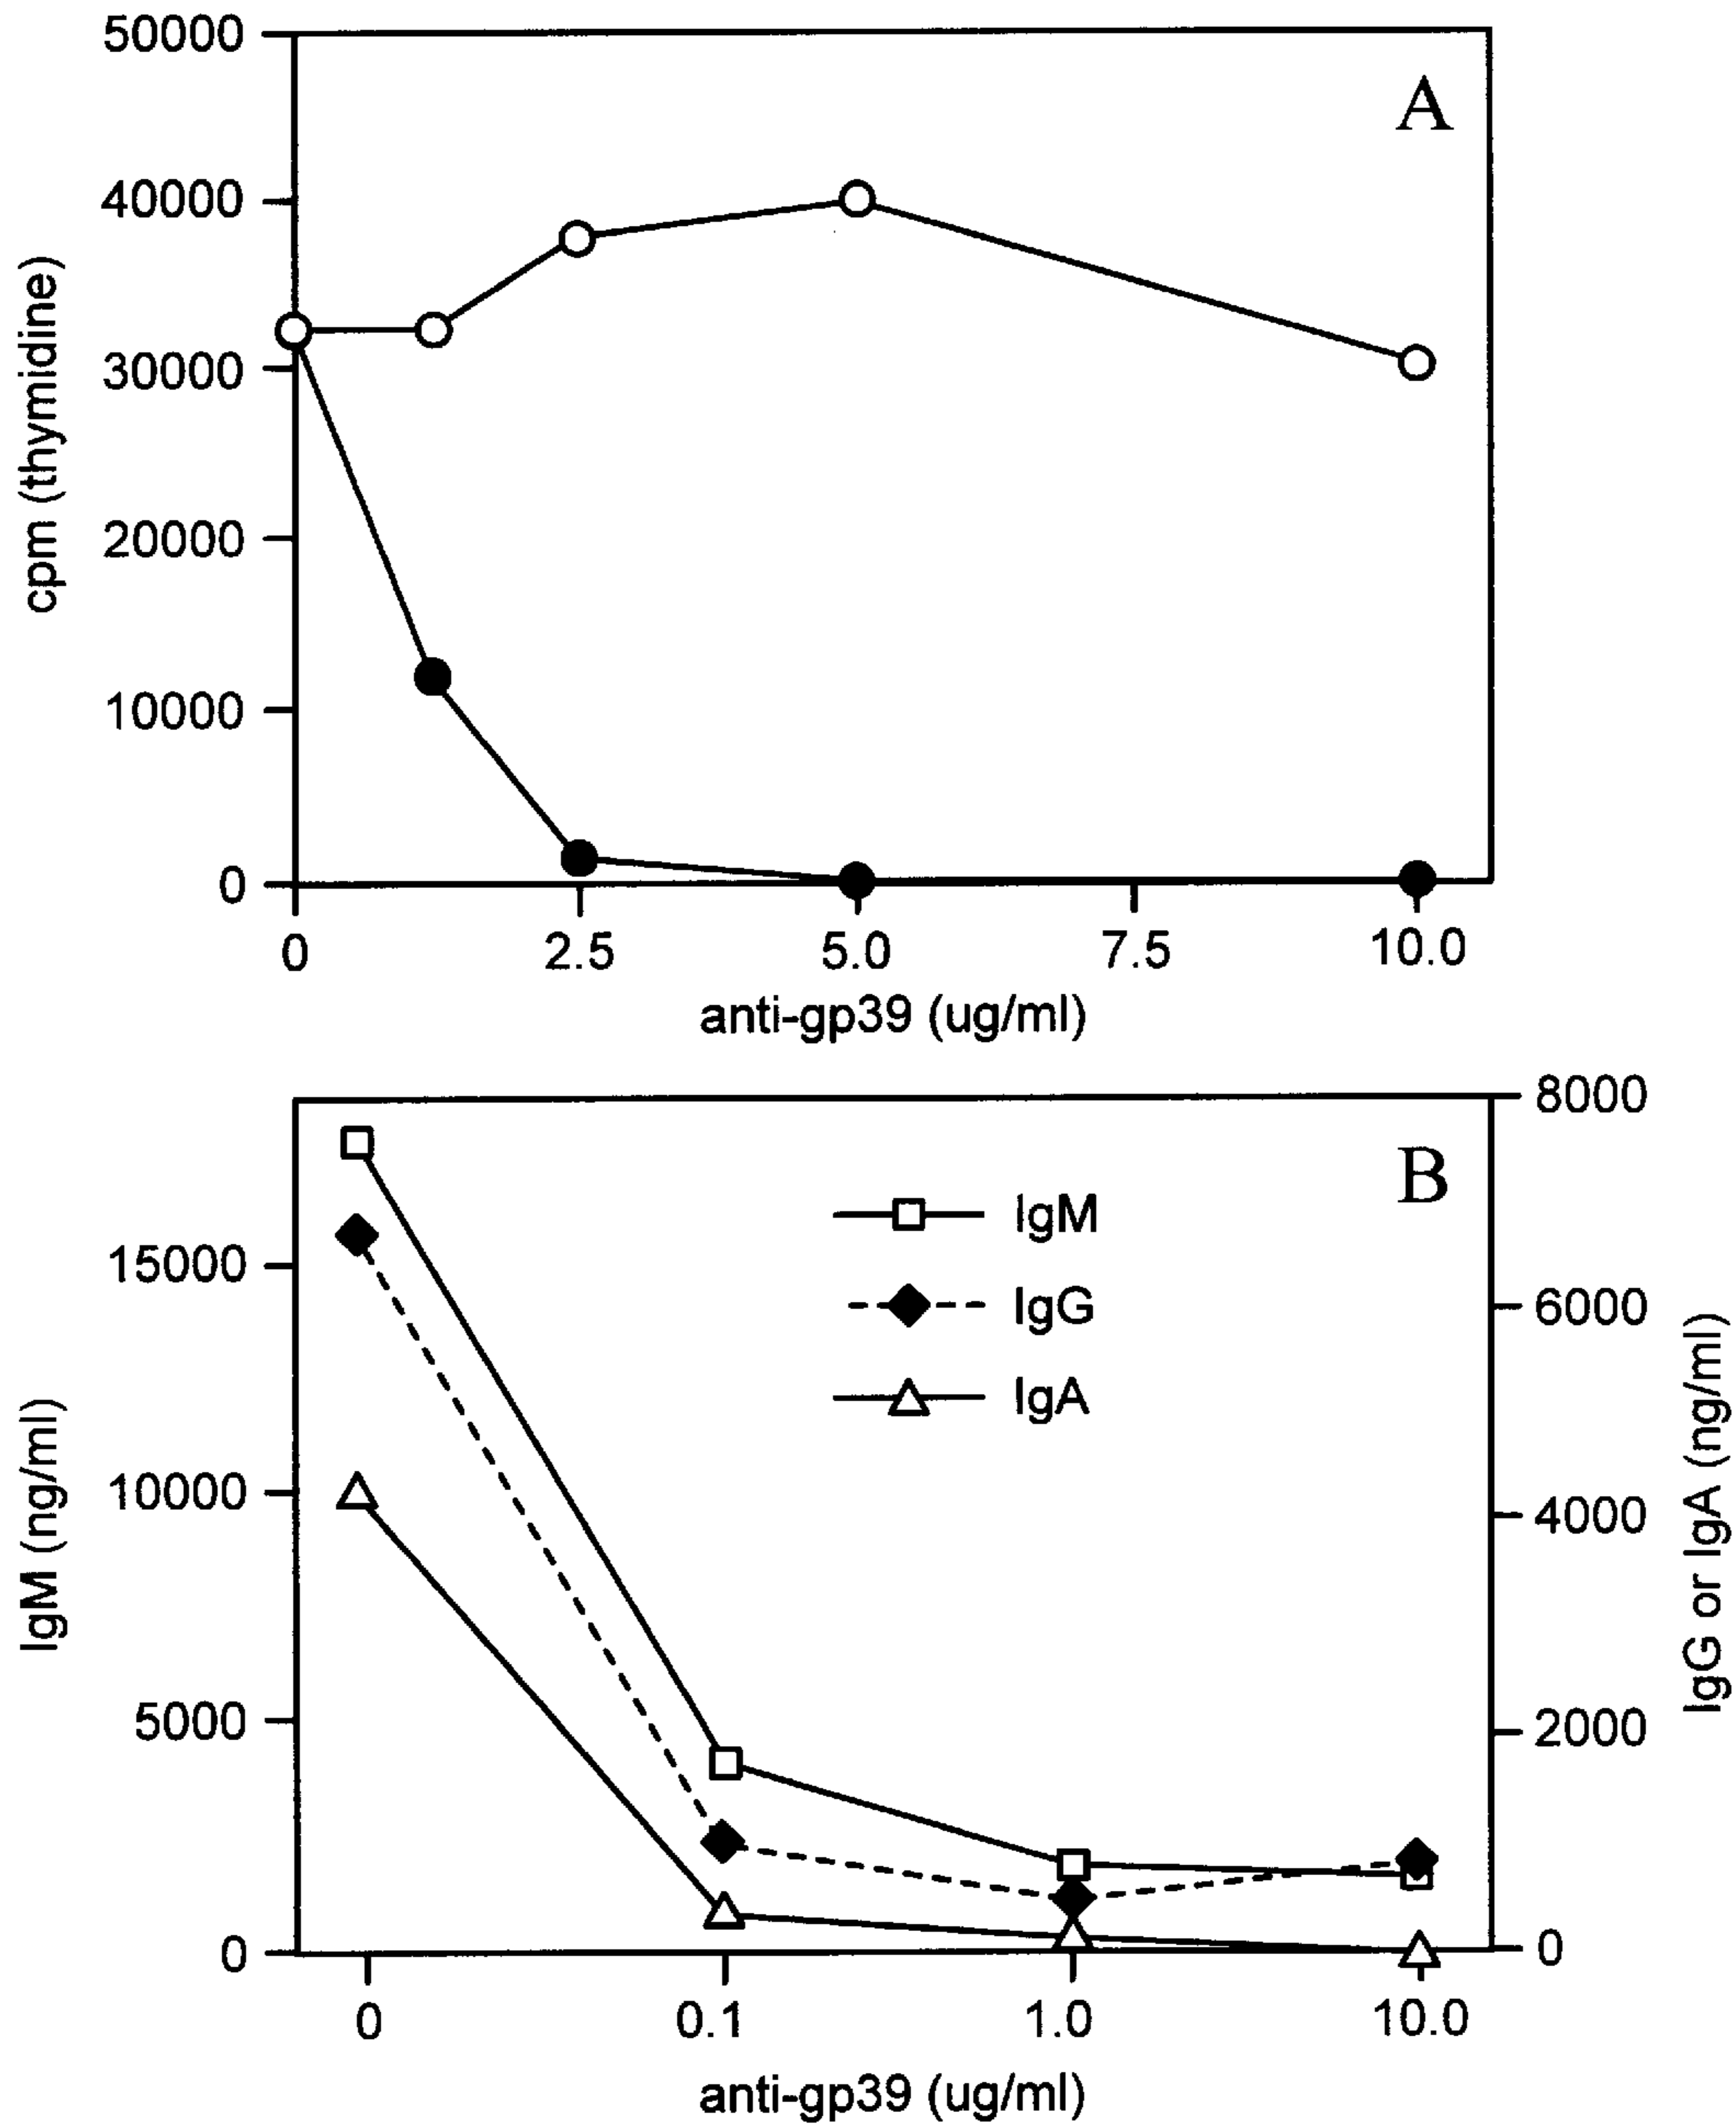 50000
A
40000
30000
20000
10000
0
cpm (thymidine)
0 2.5 5.0 7.5 10.0
anti-gp39 (ug/ml)
8000
B
IgM
15000
IgG
6000
IgA
10000
4000
5000
2000
0
0
IgM (ng/ml)
IgG or IgA (ng/ml)
0 0.1 1.0 10.0
anti-gp39 (ug/ml)